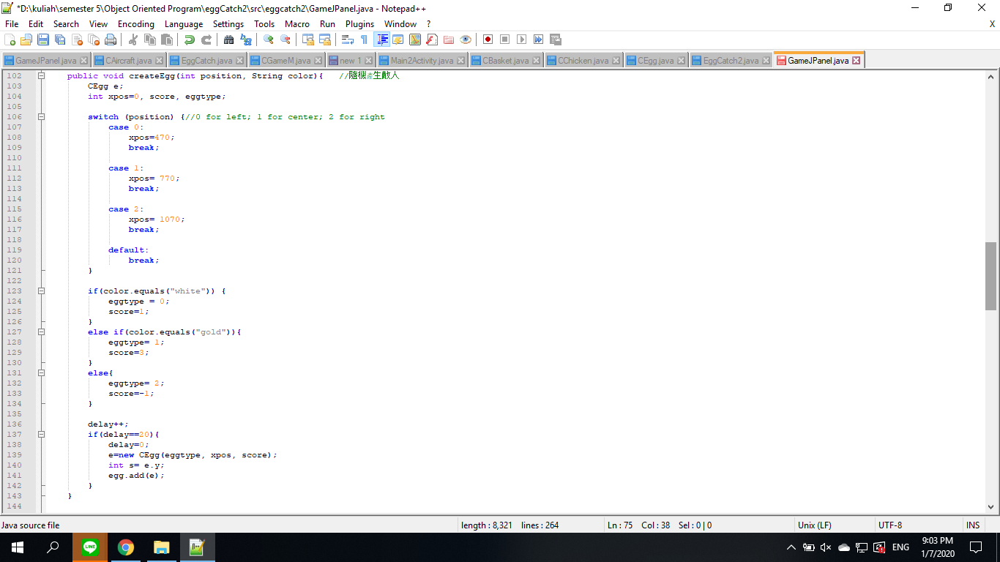 *D:\kuliah\semester 5\Object Oriented Program\eggCatch2\src\eggcatch2\GameJPanel.java - Notepad++
File Edit Search View Encoding Language Settings Tools Macro Run Plugins Window ? X
GameJPanel.java CAircraft.java EggCatch.java CGameM.java new 1 Main2Activity.java CBasket.java CChicken.java CEgg.java EggCatch2.java GameJPanel.java
102 public void createEgg(int position, String color){ //隨機產生敵人
103 CEgg e;
104 int xpos=0, score, eggtype;
105
106 switch (position) {//0 for left; 1 for center; 2 for right
107 case 0:
108 xpos=470;
109 break;
110
111 case 1:
112 xpos= 770;
113 break;
114
115 case 2:
116 xpos= 1070;
117 break;
118
119 default:
120 break;
121 }
122
123 if(color.equals("white")) {
124 eggtype = 0;
125 score=1;
126 }
127 else if(color.equals("gold")){
128 eggtype= 1;
129 score=3;
130 }
131 else{
132 eggtype= 2;
133 score=-1;
134 }
135
136 delay++;
137 if(delay==20){
138 delay=0;
139 e=new CEgg(eggtype, xpos, score);
140 int s= e.y;
141 egg.add(e);
142 }
143 }
144
Java source file length : 8,321 lines : 264 Ln : 75 Col : 38 Sel : 0 | 0 Unix (LF) UTF-8 INS
LINE ENG 9:03 PM
1/7/2020